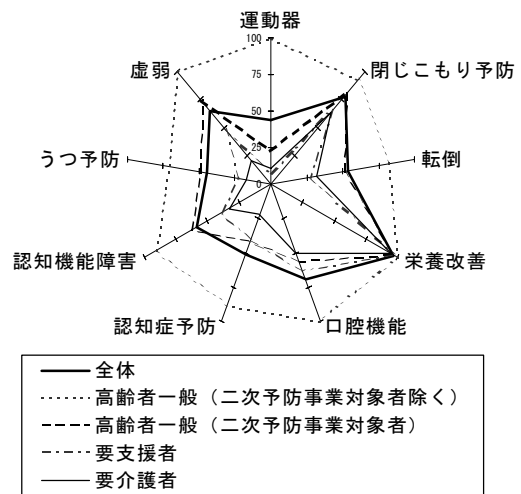 運動器
100
75
50
25
0
閉じこもり予防
転倒
栄養改善
口腔機能
認知症予防
認知機能障害
うつ予防
虚弱
全体
高齢者一般（二次予防事業対象者除く）
高齢者一般（二次予防事業対象者）
要支援者
要介護者